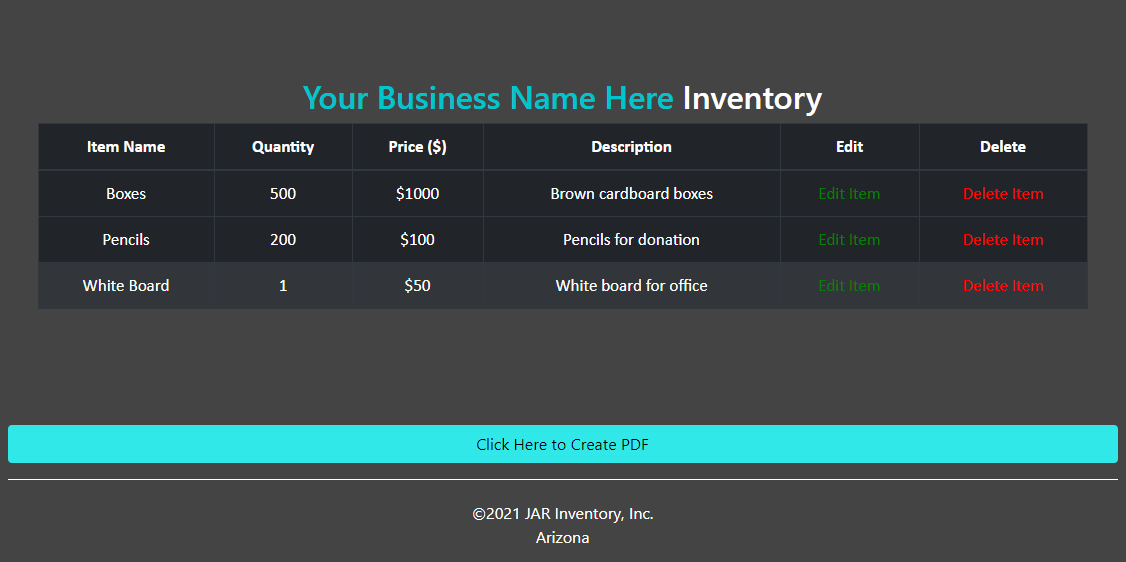 Your Business Name Here Inventory
Item Name Quantity Price ($) Description Edit Delete
Boxes 500 $1000 Brown cardboard boxes Edit Item Delete Item
Pencils 200 $100 Pencils for donation Edit Item Delete Item
White Board 1 $50 White board for office Edit Item Delete Item
Click Here to Create PDF
©2021 JAR Inventory, Inc.
Arizona